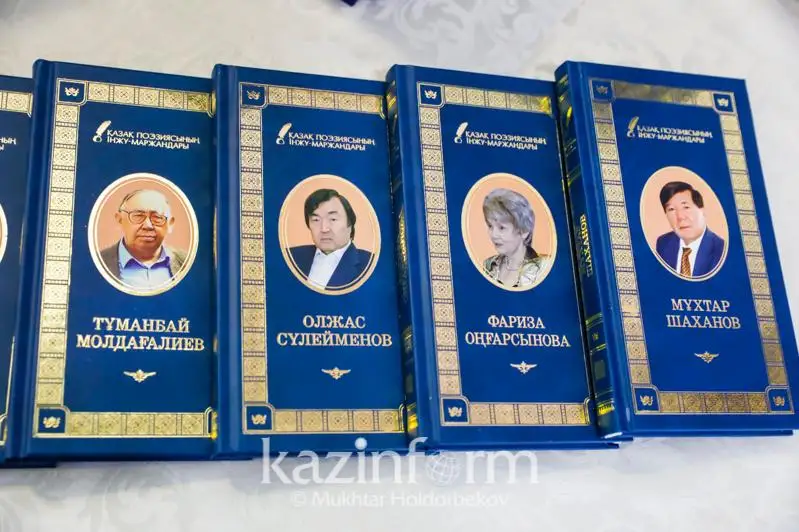 ҚАЗАҚ ПОЭЗИЯСЫНЫҢ
ІНЖУ-МАРЖАНДАРЫ
ТҰМАНБАЙ
МОЛДАҒАЛИЕВ
ҚАЗАҚ ПОЭЗИЯСЫНЫҢ
ІНЖУ-МАРЖАНДАРЫ
ОЛЖАС
СҮЛЕЙМЕНОВ
ҚАЗАҚ ПОЭЗИЯСЫНЫҢ
ІНЖУ-МАРЖАНДАРЫ
ФАРИЗА
ОҢҒАРСЫНОВА
ШАХАНОВ
ҚАЗАҚ ПОЭЗИЯСЫНЫҢ
ІНЖУ-МАРЖАНДАРЫ
МҰХТАР
ШАХАНОВ
kazinform
© Mukhtar Holdorbekov